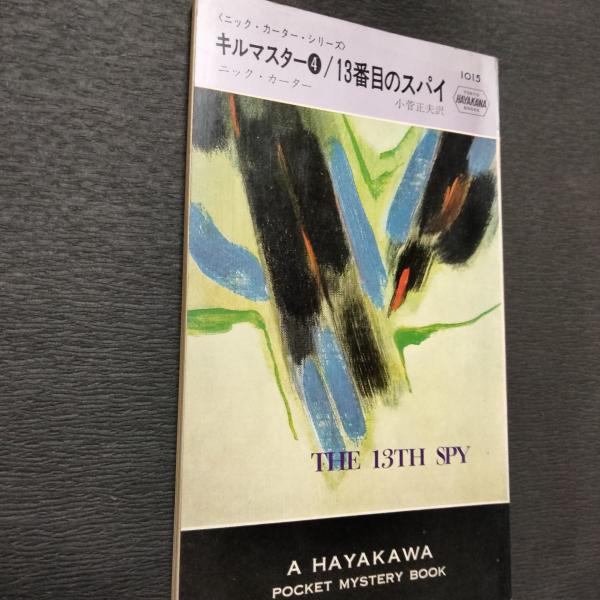 〈ニック・カーター・シリーズ〉
キルマスター❹/13番目のスパイ
ニック・カーター
小菅正夫訳
1015
HAYAKAWA
THE 13TH SPY
A HAYAKAWA
POCKET MYSTERY BOOK